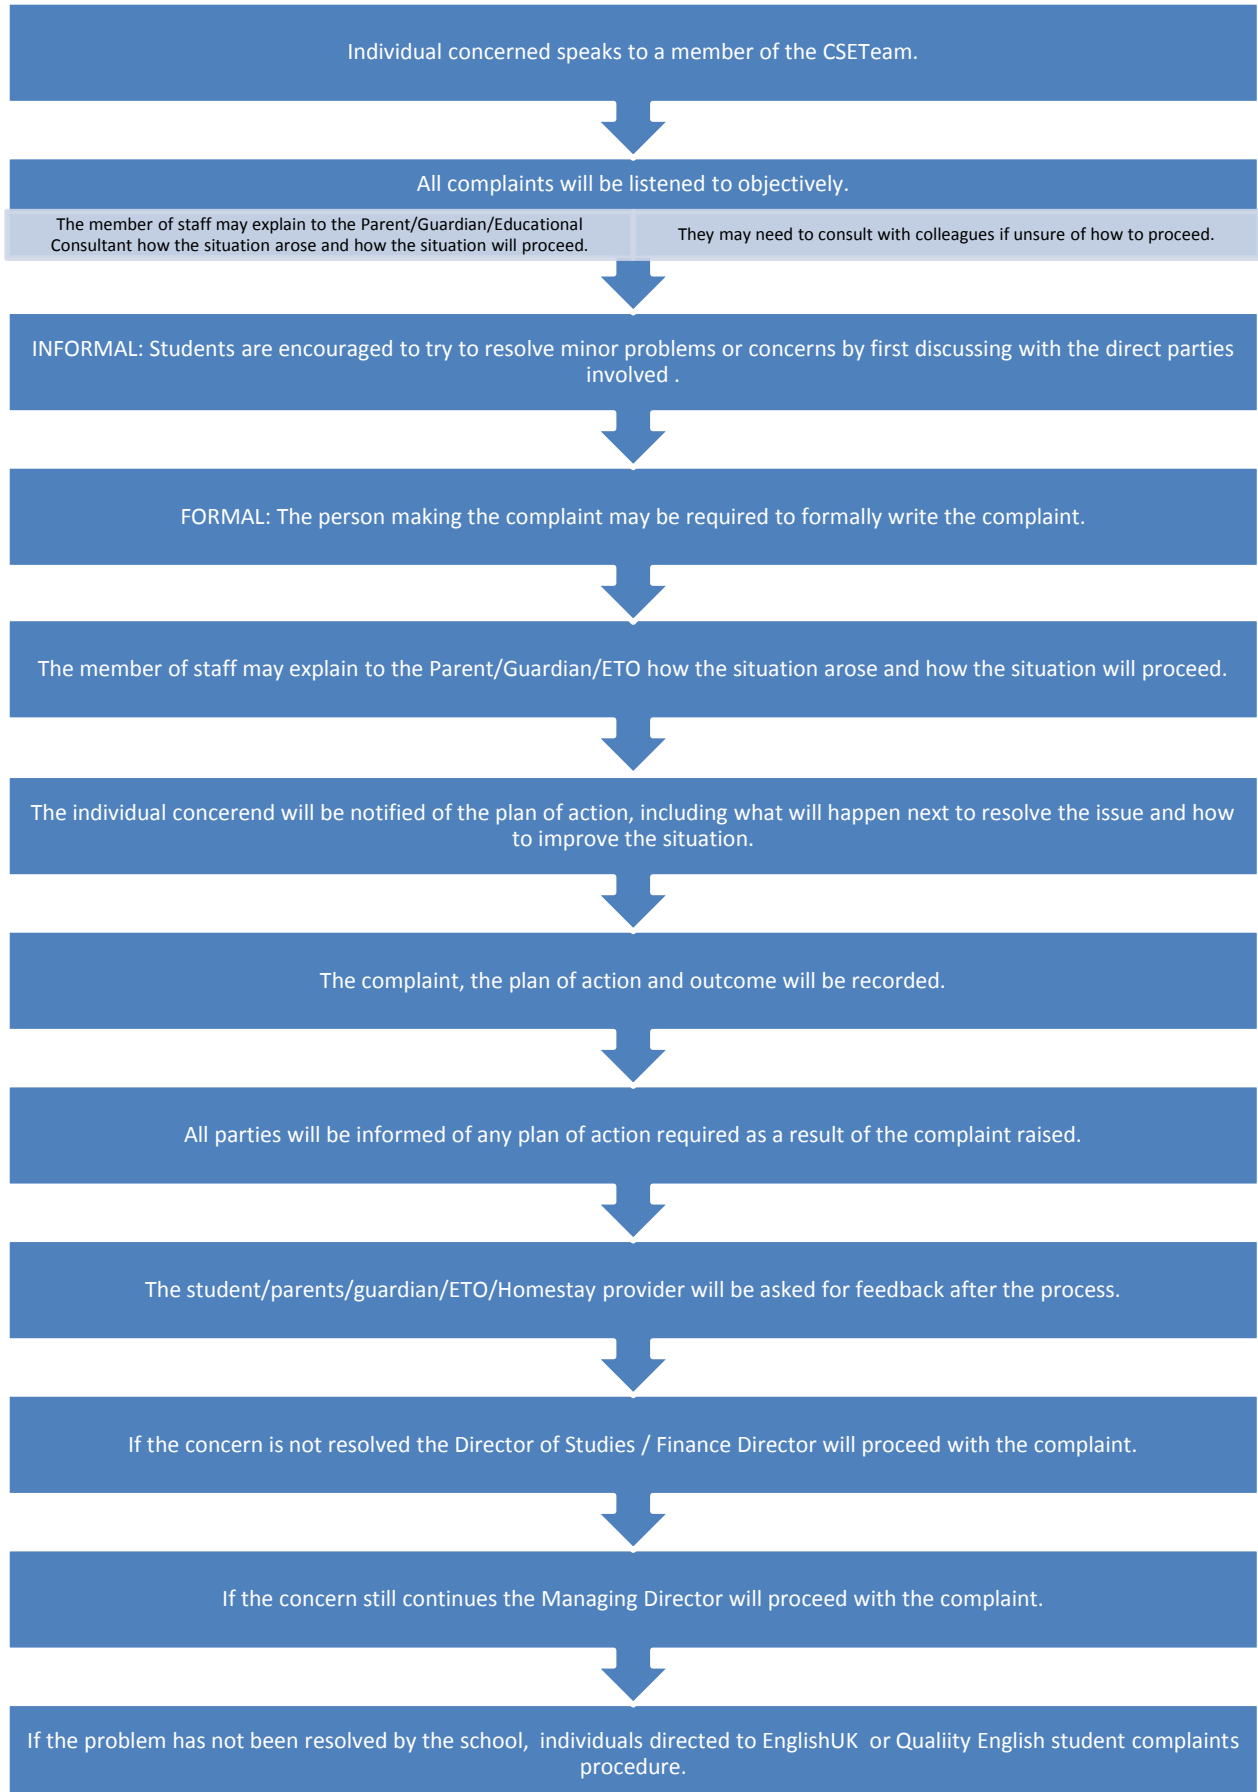 Individual concerned speaks to a member of the CSETeam.
All complaints will be listened to objectively.
The member of staff may explain to the Parent/Guardian/Educational
Consultant how the situation arose and how the situation will proceed.
They may need to consult with colleagues if unsure of how to proceed.
INFORMAL: Students are encouraged to try to resolve minor problems or concerns by first discussing with the direct parties
involved .
FORMAL: The person making the complaint may be required to formally write the complaint.
The member of staff may explain to the Parent/Guardian/ETO how the situation arose and how the situation will proceed.
The individual concerend will be notified of the plan of action, including what will happen next to resolve the issue and how
to improve the situation.
The complaint, the plan of action and outcome will be recorded.
All parties will be informed of any plan of action required as a result of the complaint raised.
The student/parents/guardian/ETO/Homestay provider will be asked for feedback after the process.
If the concern is not resolved the Director of Studies / Finance Director will proceed with the complaint.
If the concern still continues the Managing Director will proceed with the complaint.
If the problem has not been resolved by the school,  individuals directed to EnglishUK  or Qualiity English student complaints
procedure.